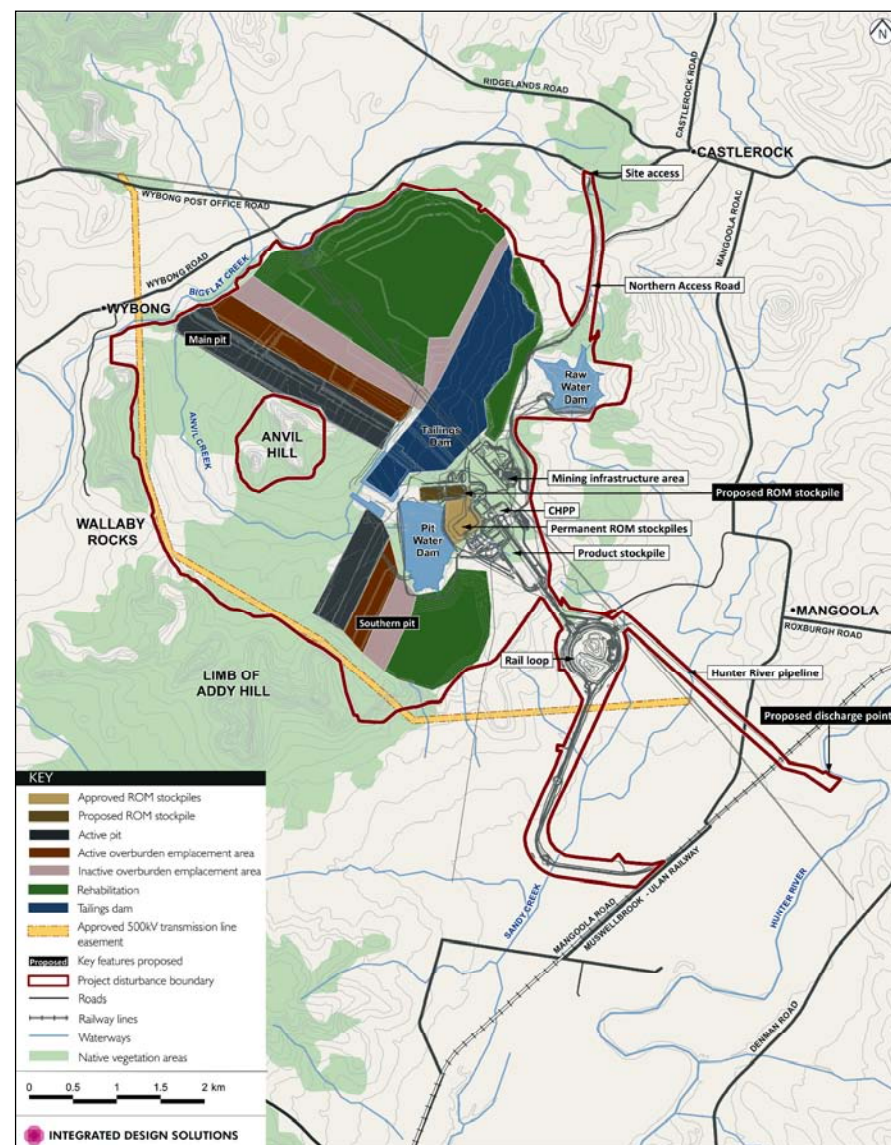 N
RIDGELANDS ROAD
CASTLEROCK ROAD
CASTLEROCK
Site access
WYBONG POST OFFICE ROAD
MANGOOLA ROAD
WYBONG ROAD
BIGFLAT CREEK
Northern Access Road
WYBONG
Main pit
Raw
Water
Dam
ANVIL CREEK
ANVIL
HILL
Tailings
Dam
Mining infrastructure area
Proposed ROM stockpile
CHPP
WALLABY
ROCKS
Pit
Water
Dam
Permanent ROM stockpiles
Product stockpile
MANGOOLA
Southern pit
ROXBURGH ROAD
Rail loop
Hunter River pipeline
LIMB OF
ADDY HILL
Proposed discharge point
KEY
Approved ROM stockpiles
Proposed ROM stockpile
Active pit
Active overburden emplacement area
Inactive overburden emplacement area
Rehabilitation
Tailings dam
Approved 500kV transmission line
easement
Proposed Key features proposed
Project disturbance boundary
Roads
Railway lines
Waterways
Native vegetation areas
0 0.5 1 1.5 2 km
INTEGRATED DESIGN SOLUTIONS
SANDY CREEK
MANGOOLA ROAD
MUSWELLBROOK - ULAN RAILWAY
HUNTER RIVER
DENMAN ROAD